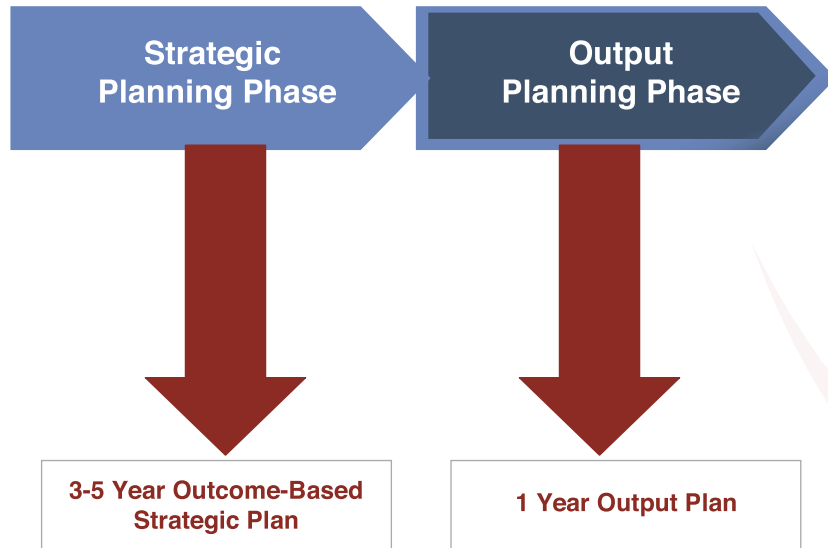 Strategic
Planning Phase
Output
Planning Phase
3-5 Year Outcome-Based
Strategic Plan
1 Year Output Plan